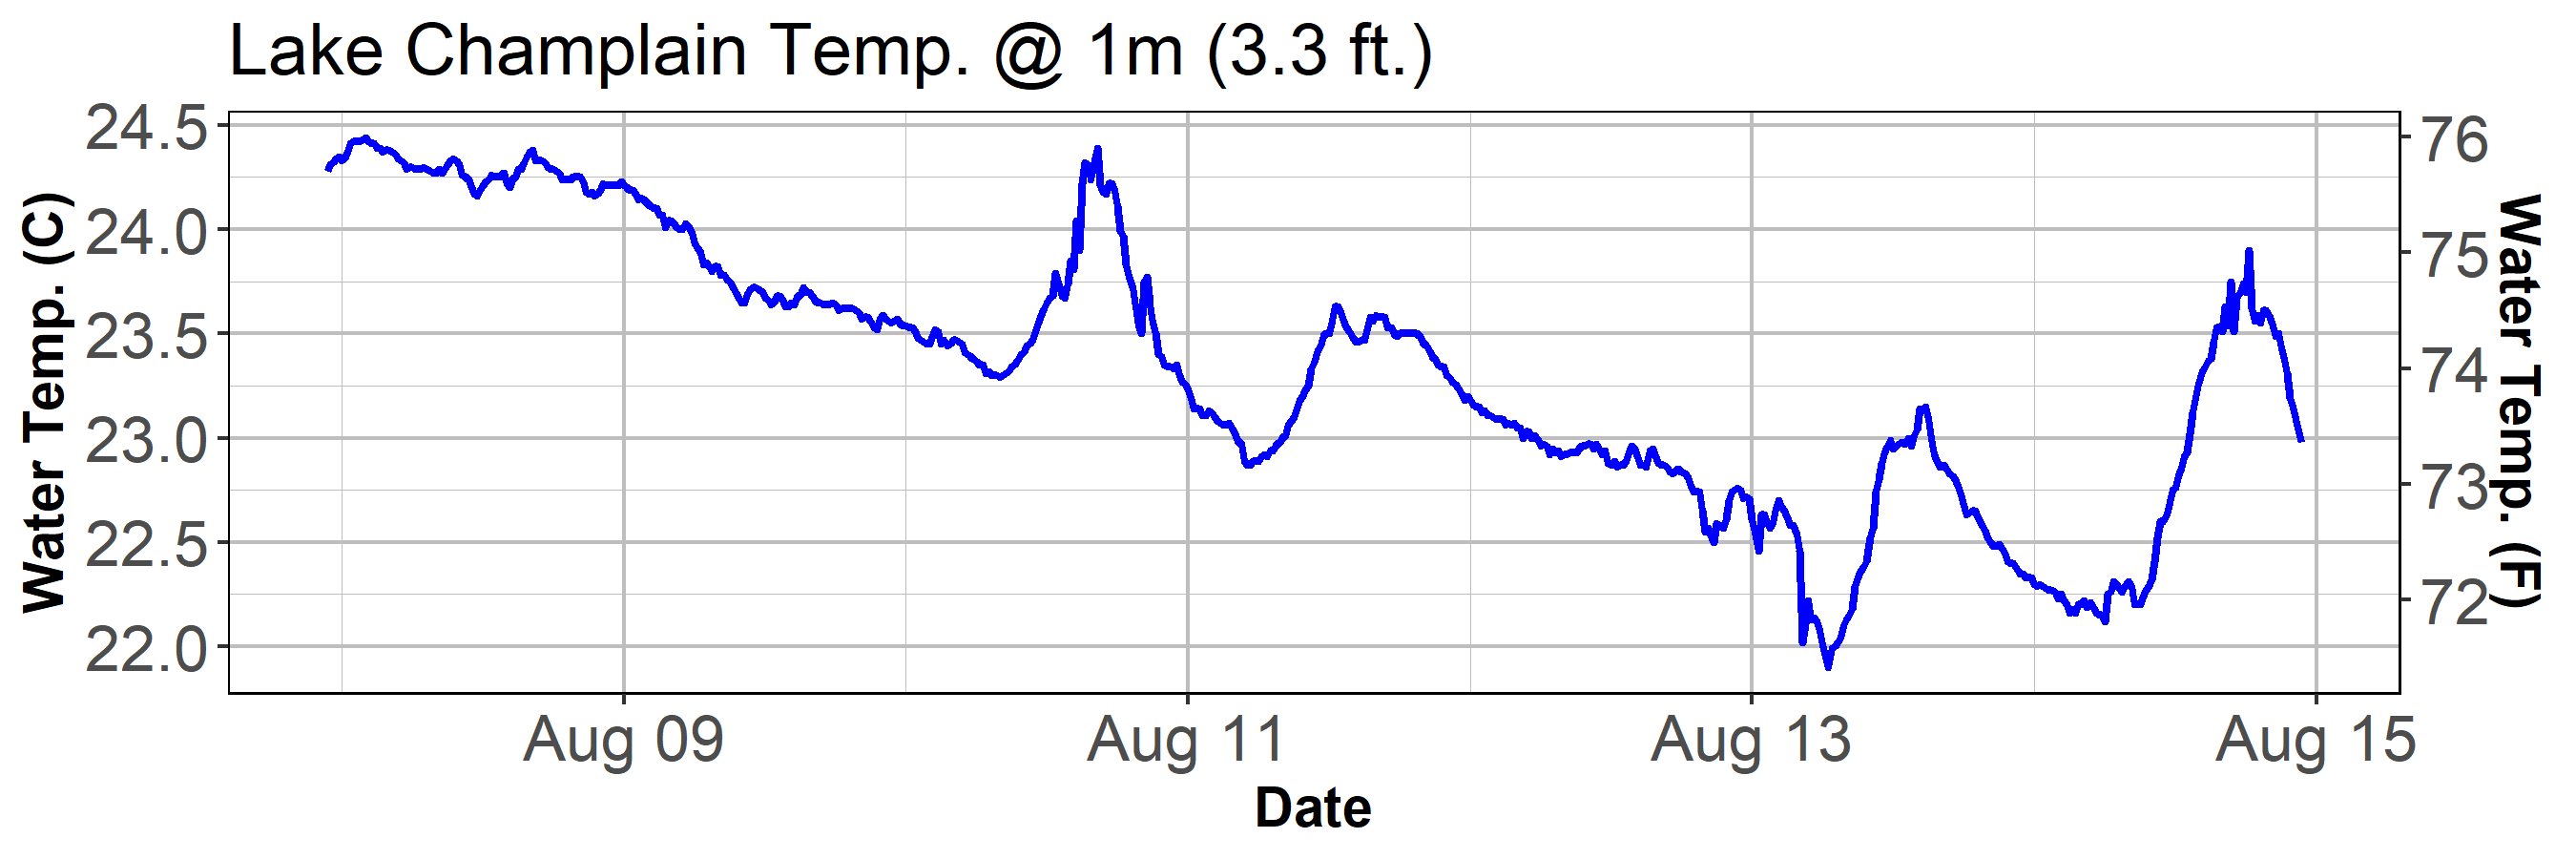 Lake Champlain Temp. @ 1m (3.3 ft.)
Water Temp. (C)
24.5
24.0
23.5
23.0
22.5
22.0
76
75
74
73
72
Water Temp. (F)
Aug 09
Aug 11
Aug 13
Aug 15
Date